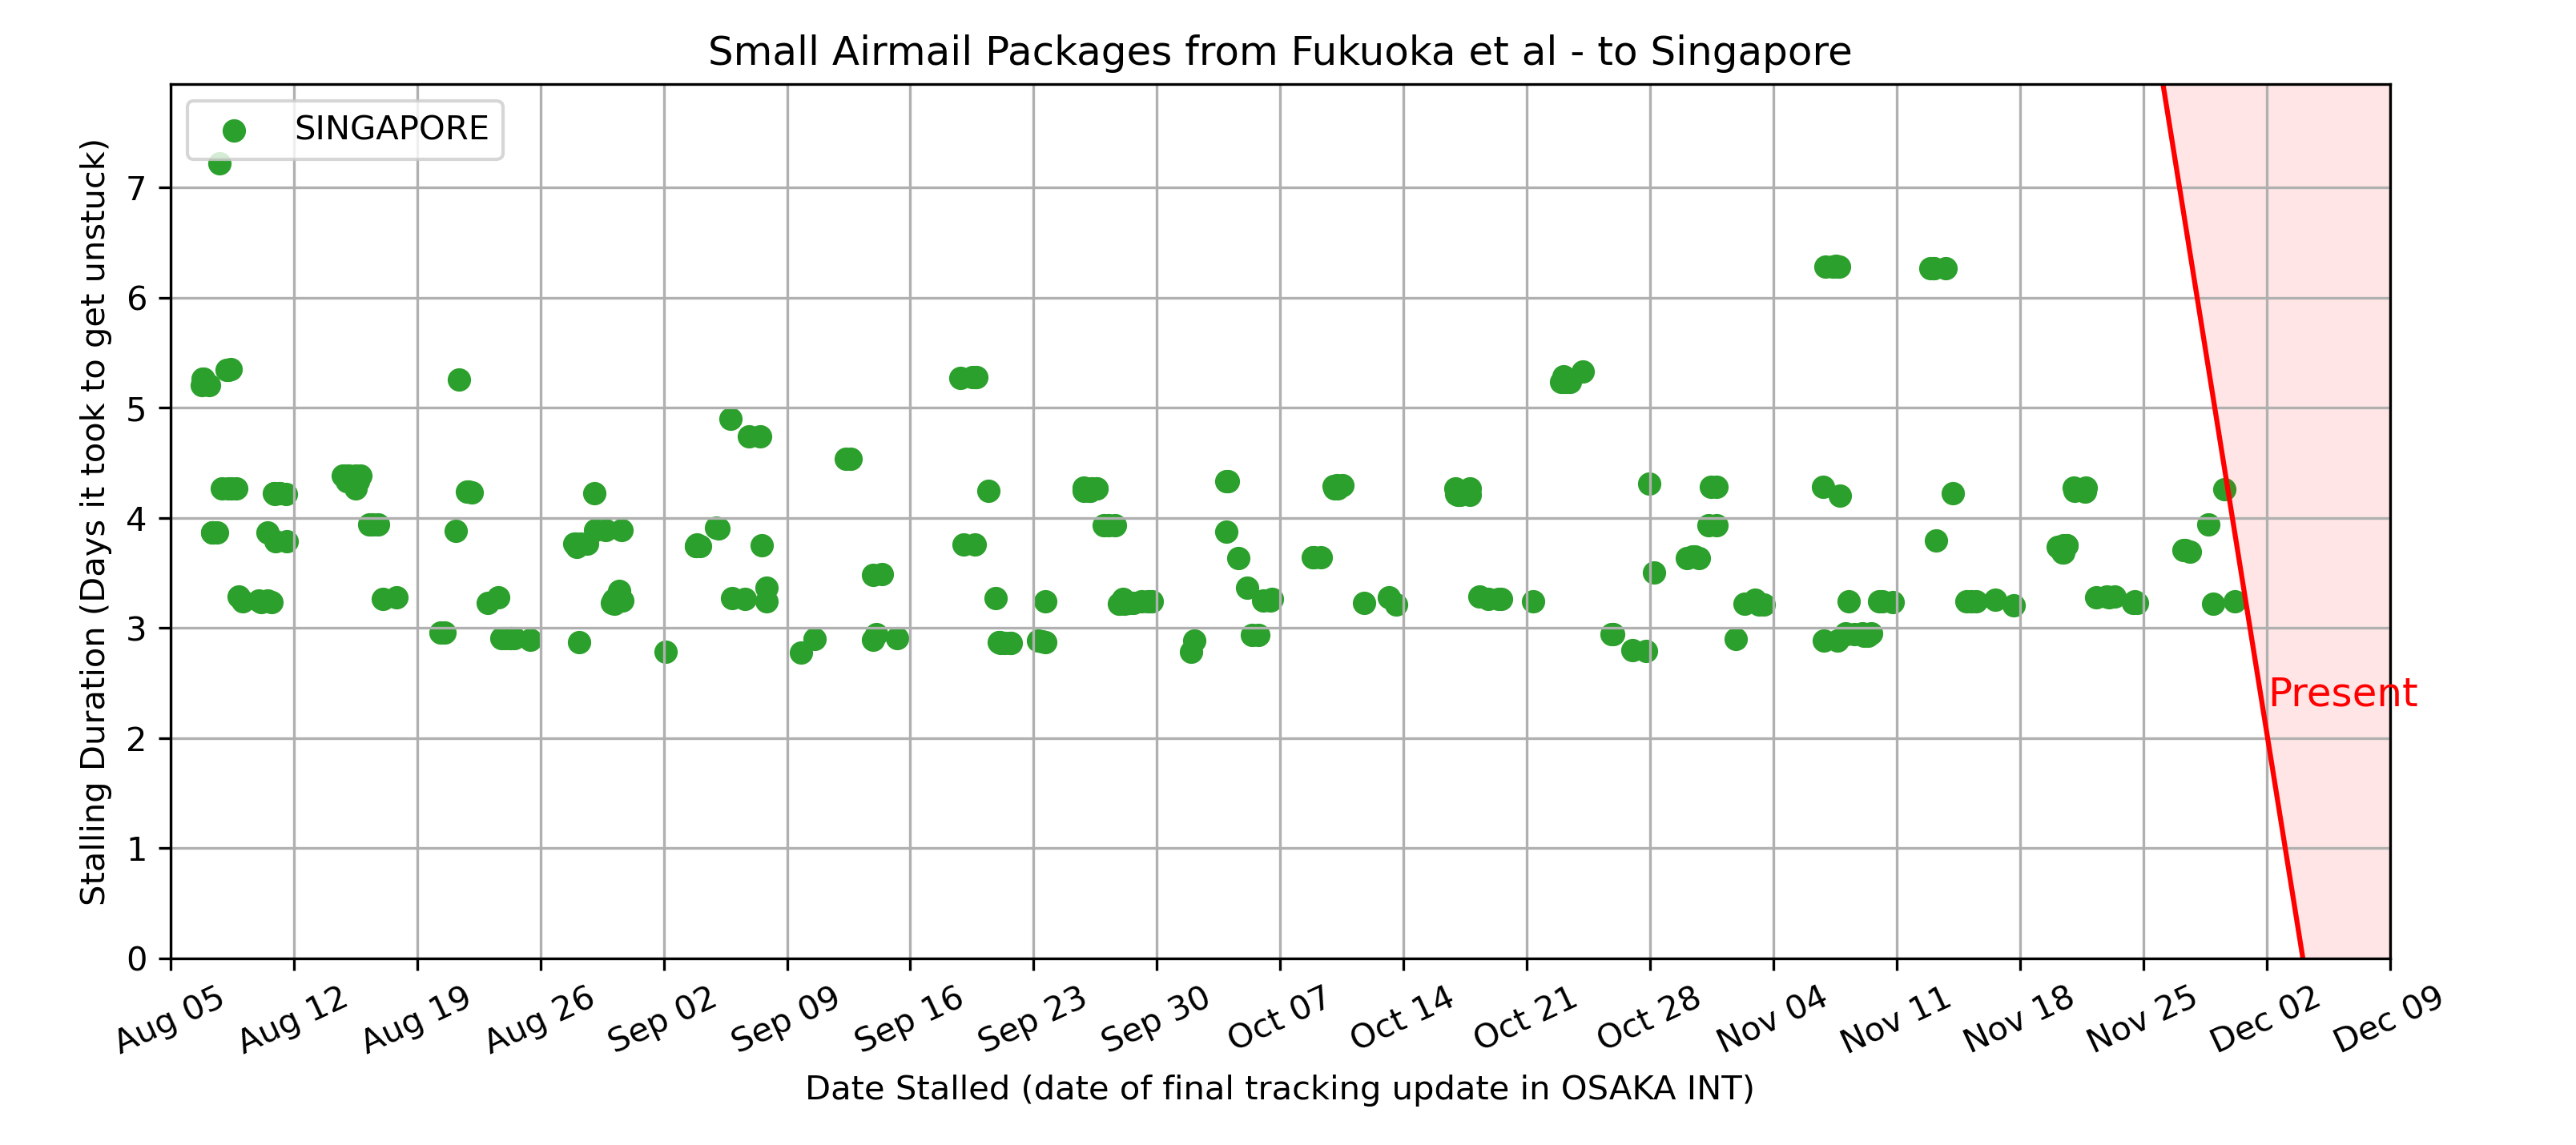 Small Airmail Packages from Fukuoka et al - to Singapore
SINGAPORE
Stalling Duration (Days it took to get unstuck)
7
6
5
4
3
2
1
0
Present
Aug 05
Aug 12
Aug 19
Aug 26
Sep 02
Sep 09
Sep 16
Sep 23
Sep 30
Oct 07
Oct 14
Oct 21
Oct 28
Nov 04
Nov 11
Nov 18
Nov 25
Dec 02
Dec 09
Date Stalled (date of final tracking update in OSAKA INT)